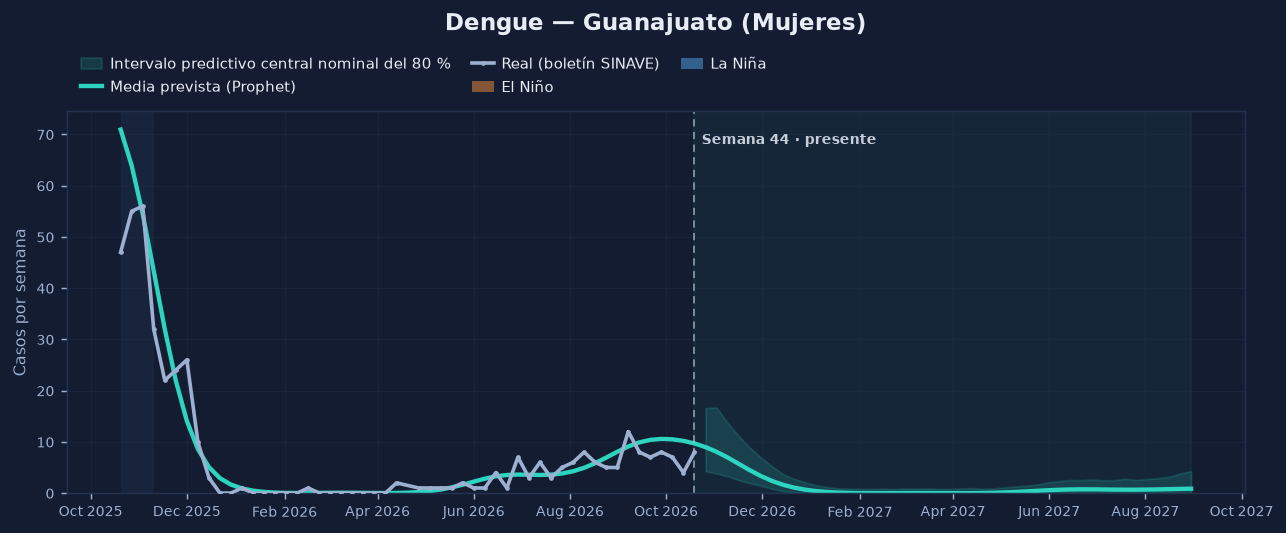 Dengue — Guanajuato (Mujeres)
Intervalo predictivo central nominal del 80 %
Real (boletín SINAVE)
La Niña
Media prevista (Prophet)
El Niño
Semana 44 · presente
Casos por semana
70
60
50
40
30
20
10
0
Oct 2025
Dec 2025
Feb 2026
Apr 2026
Jun 2026
Aug 2026
Oct 2026
Dec 2026
Feb 2027
Apr 2027
Jun 2027
Aug 2027
Oct 2027